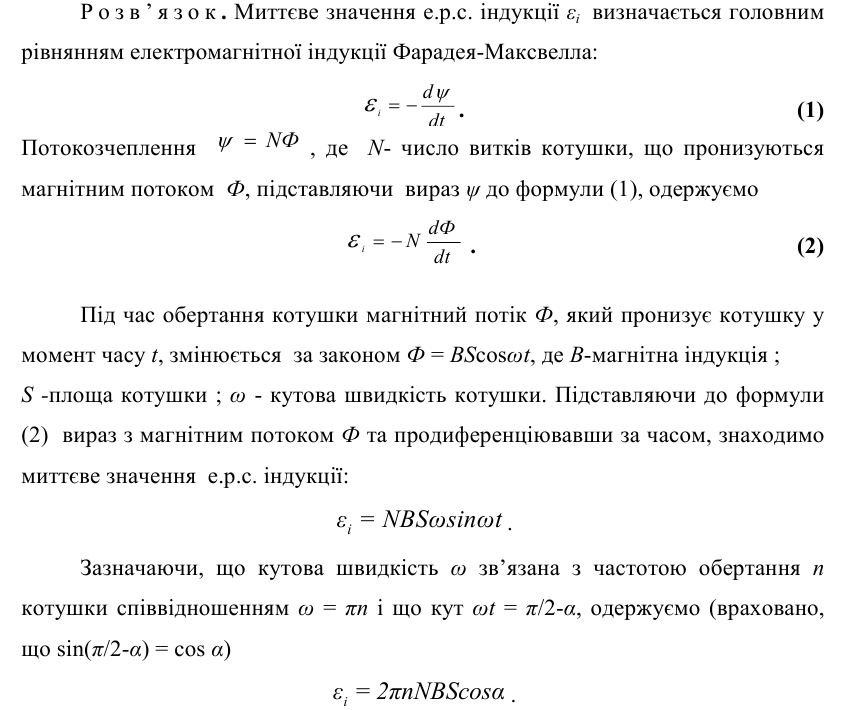 Р о з в ’ я з о к . Миттєве значення е.р.с. індукції εᵢ визначається головним
рівнянням електромагнітної індукції Фарадея-Максвелла:
εᵢ = − dψ/dt . (1)
Потокозчеплення ψ = NФ , де N- число витків котушки, що пронизуються
магнітним потоком Ф, підставляючи вираз ψ до формули (1), одержуємо
εᵢ = − N dФ/dt . (2)
Під час обертання котушки магнітний потік Ф, який пронизує котушку у
момент часу t, змінюється за законом Ф = BScosωt, де В-магнітна індукція ;
S -площа котушки ; ω - кутова швидкість котушки. Підставляючи до формули
(2) вираз з магнітним потоком Ф та продиференціювавши за часом, знаходимо
миттєве значення е.р.с. індукції:
εᵢ = NBSωsinωt .
Зазначаючи, що кутова швидкість ω зв’язана з частотою обертання n
котушки співвідношенням ω = πn і що кут ωt = π/2-α, одержуємо (враховано,
що sin(π/2-α) = cos α)
εᵢ = 2πnNBScosα .